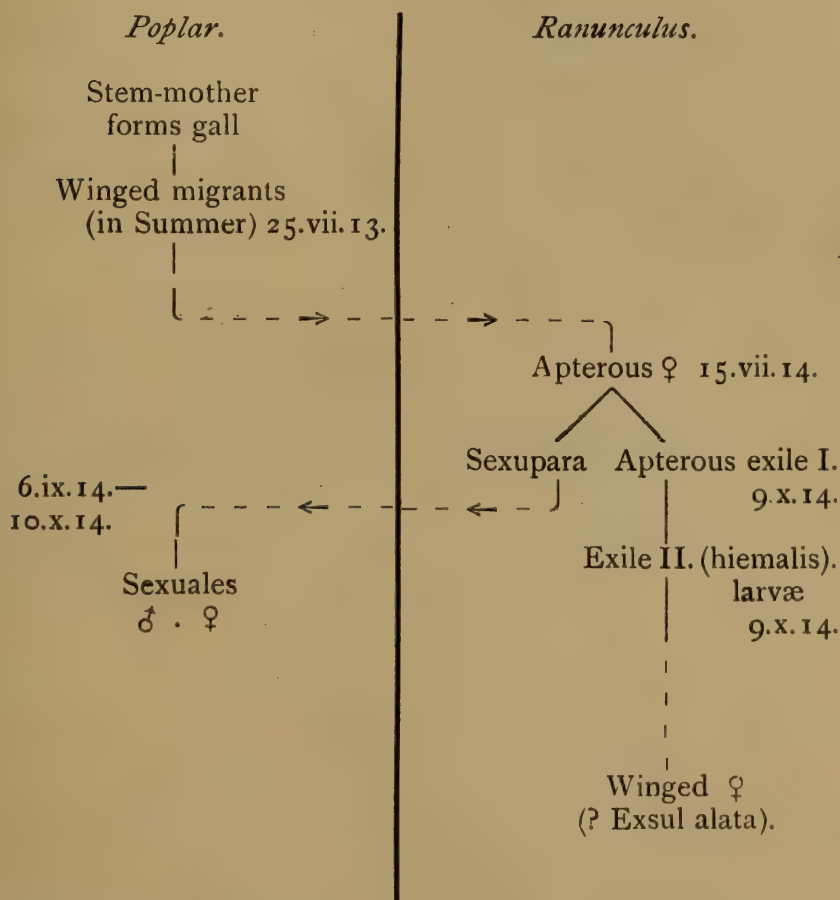 Poplar.
Ranunculus.
Stem-mother
forms gall
Winged migrants
(in Summer) 25.vii.13.
Apterous ♀ 15.vii.14.
Sexupara
Apterous exile I.
9.x.14.
6.ix.14.—
10.x.14.
Exile II. (hiemalis).
larvæ
9.x.14.
Sexuales
♂ . ♀
Winged ♀
(? Exsul alata).